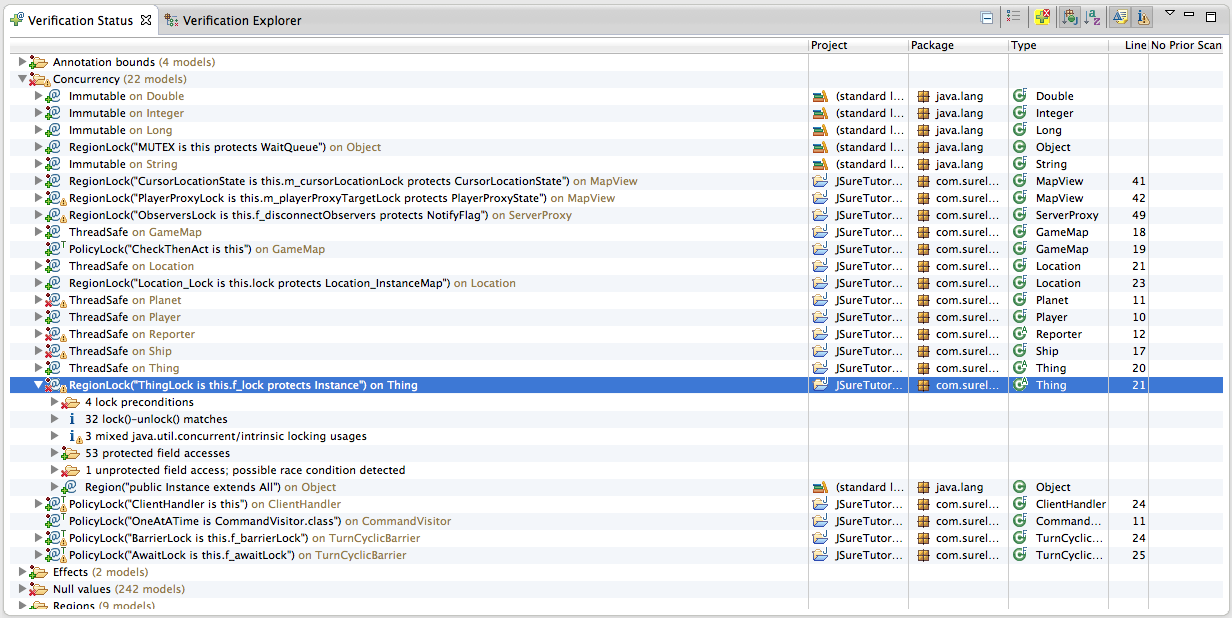 Verification Status Verification Explorer
Project Package Type Line No Prior Scan
Annotation bounds (4 models)
Concurrency (22 models)
Immutable on Double (standard l... java.lang Double
Immutable on Integer (standard l... java.lang Integer
Immutable on Long (standard l... java.lang Long
RegionLock("MUTEX is this protects WaitQueue") on Object (standard l... java.lang Object
Immutable on String (standard l... java.lang String
RegionLock("CursorLocationState is this.m_cursorLocationLock protects CursorLocationState") on MapView JSureTutor... com.surel... MapView 41
RegionLock("PlayerProxyLock is this.m_playerProxyTargetLock protects PlayerProxyState") on MapView JSureTutor... com.surel... MapView 42
RegionLock("ObserversLock is this.f_disconnectObservers protects NotifyFlag") on ServerProxy JSureTutor... com.surel... ServerProxy 49
ThreadSafe on GameMap JSureTutor... com.surel... GameMap 18
PolicyLock("CheckThenAct is this") on GameMap JSureTutor... com.surel... GameMap 19
ThreadSafe on Location JSureTutor... com.surel... Location 21
RegionLock("Location_Lock is this.lock protects Location_InstanceMap") on Location JSureTutor... com.surel... Location 23
ThreadSafe on Planet JSureTutor... com.surel... Planet 11
ThreadSafe on Player JSureTutor... com.surel... Player 10
ThreadSafe on Reporter JSureTutor... com.surel... Reporter 12
ThreadSafe on Ship JSureTutor... com.surel... Ship 17
ThreadSafe on Thing JSureTutor... com.surel... Thing 20
RegionLock("ThingLock is this.f_lock protects Instance") on Thing JSureTutor... com.surel... Thing 21
4 lock preconditions
32 lock()-unlock() matches
3 mixed java.util.concurrent/intrinsic locking usages
53 protected field accesses
1 unprotected field access; possible race condition detected
Region("public Instance extends All") on Object (standard l... java.lang Object
PolicyLock("ClientHandler is this") on ClientHandler JSureTutor... com.surel... ClientHandler 24
PolicyLock("OneAtATime is CommandVisitor.class") on CommandVisitor JSureTutor... com.surel... Command... 11
PolicyLock("BarrierLock is this.f_barrierLock") on TurnCyclicBarrier JSureTutor... com.surel... TurnCyclic... 24
PolicyLock("AwaitLock is this.f_awaitLock") on TurnCyclicBarrier JSureTutor... com.surel... TurnCyclic... 25
Effects (2 models)
Null values (242 models)
Regions (9 models)